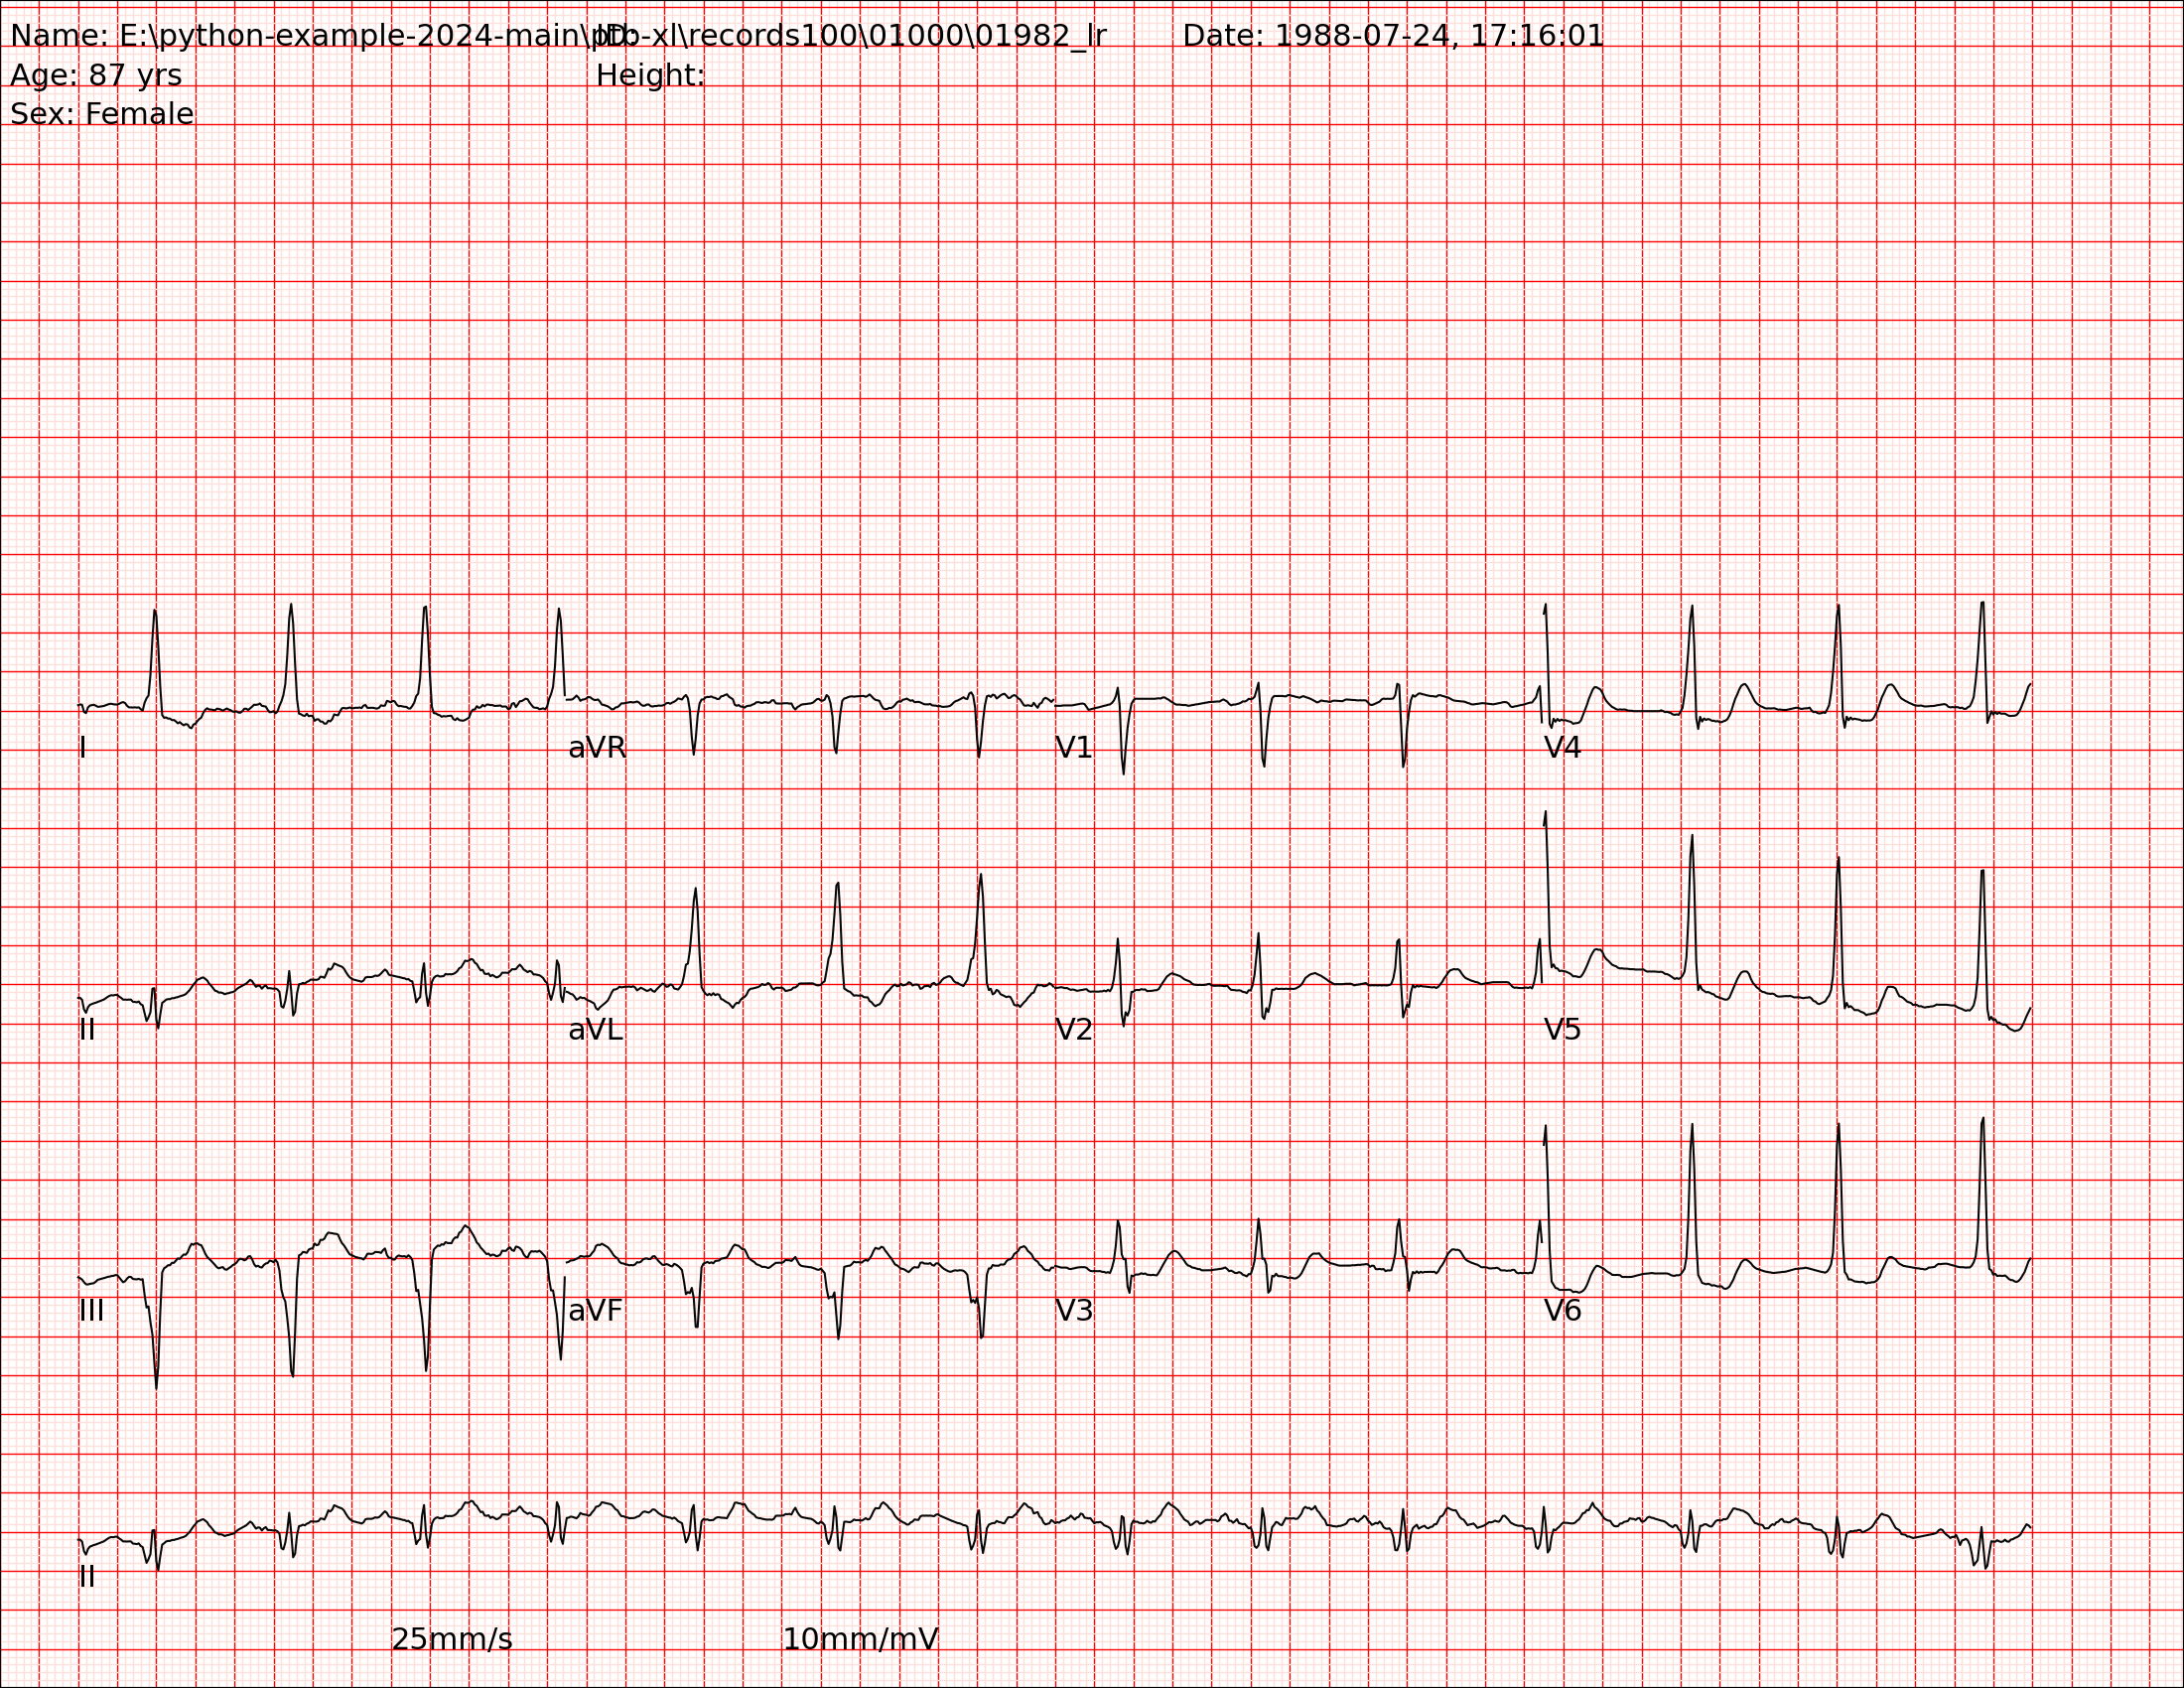 Name: E:\python-example-2024-main\ptb-xl\records100\01000\01982_lr ID: Date: 1988-07-24, 17:16:01
Age: 87 yrs Height:
Sex: Female
I aVR V1 V4
II aVL V2 V5
III aVF V3 V6
II
25mm/s 10mm/mV